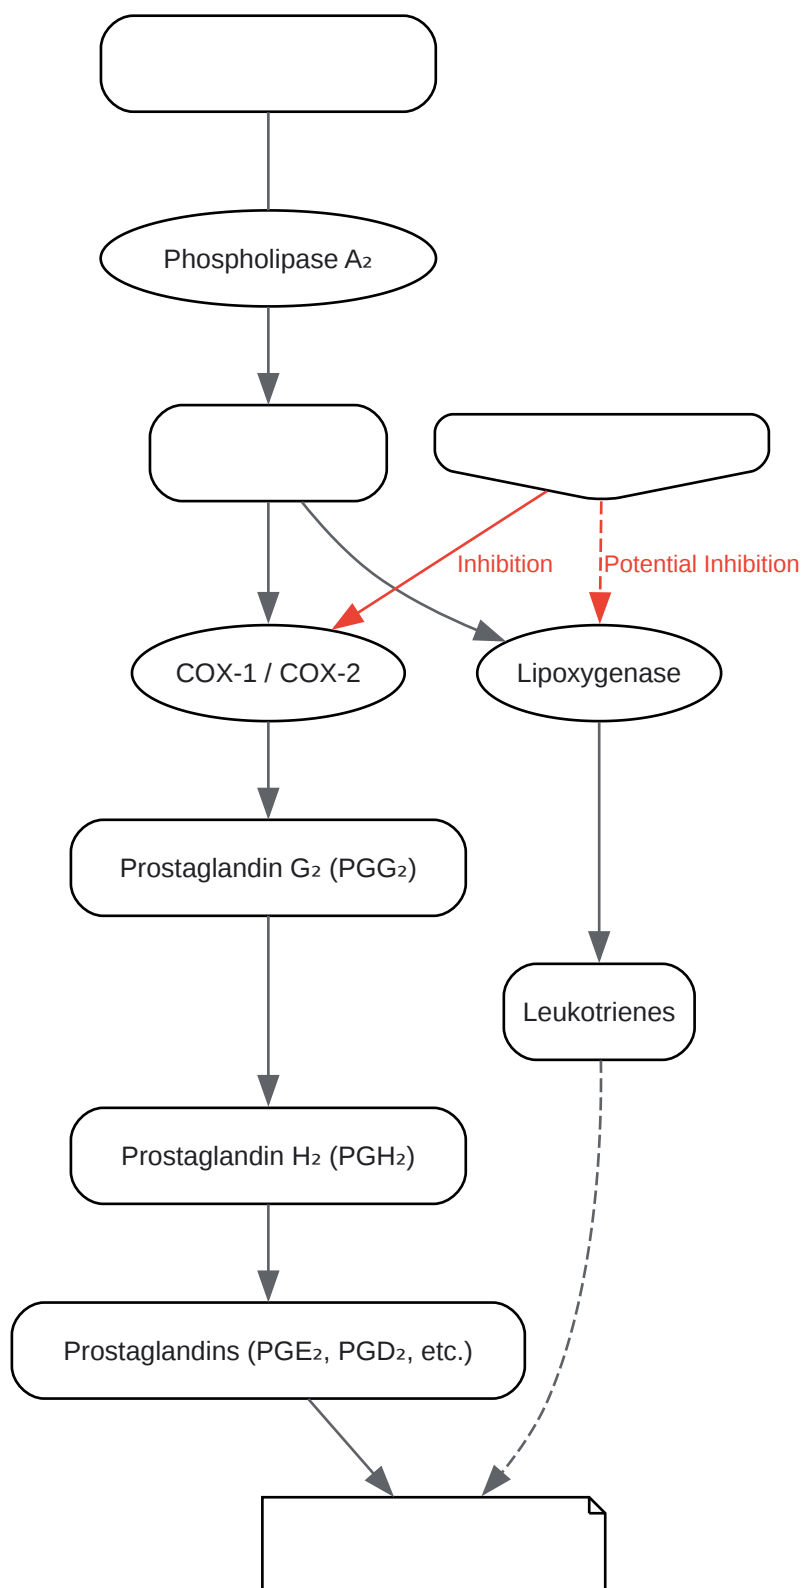 Phospholipase A₂
Inhibition
Potential Inhibition
COX-1 / COX-2
Lipoxygenase
Prostaglandin G₂ (PGG₂)
Leukotrienes
Prostaglandin H₂ (PGH₂)
Prostaglandins (PGE₂, PGD₂, etc.)